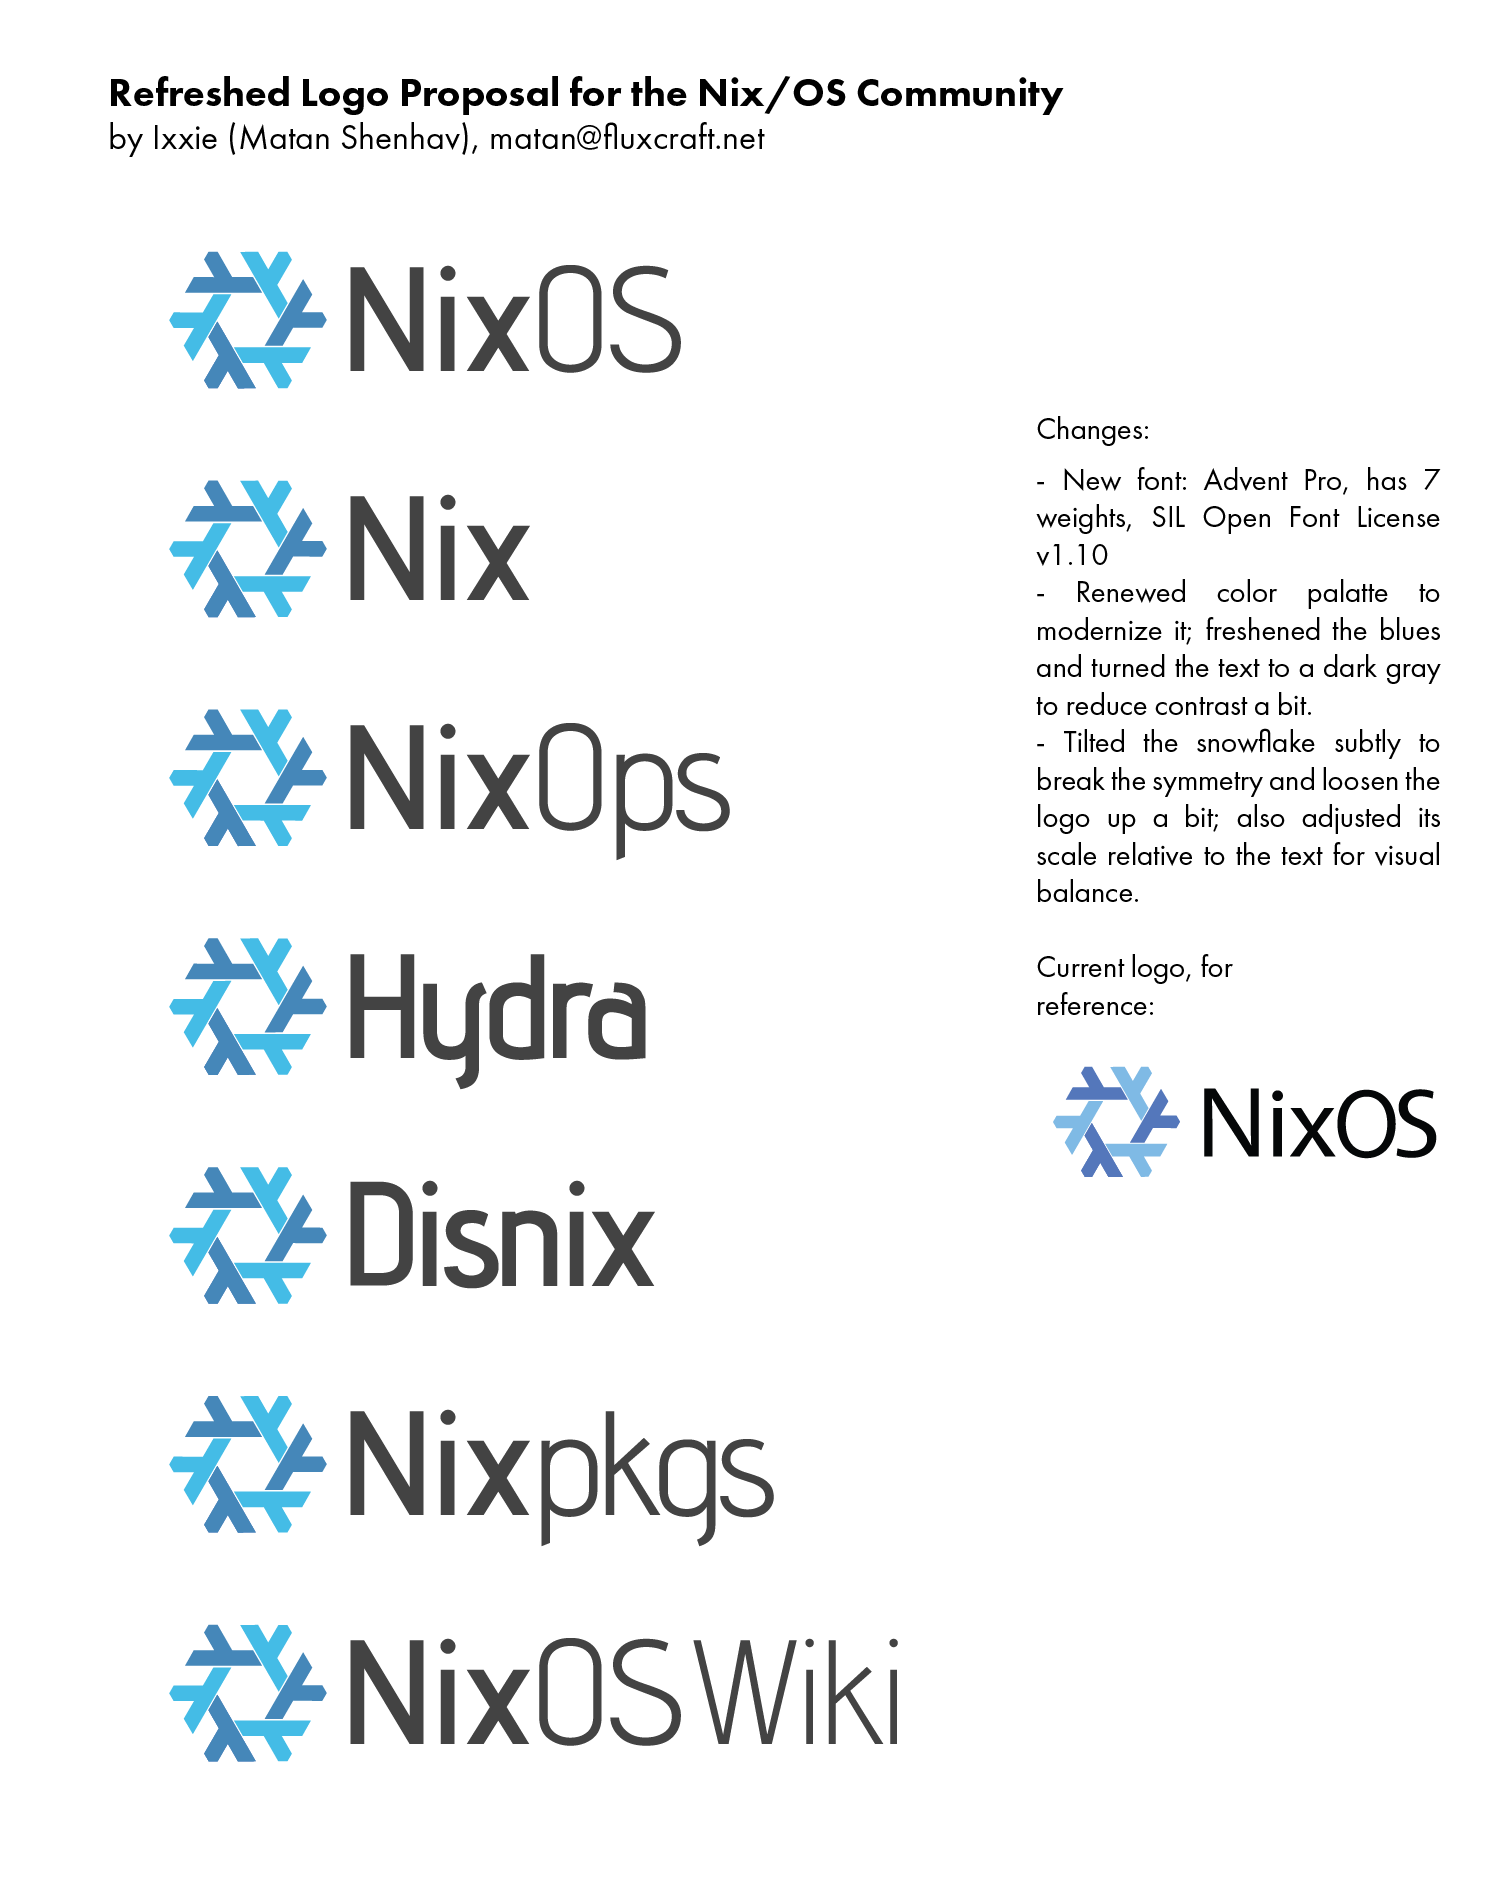 Refreshed Logo Proposal for the Nix/OS Community
by Ixxie (Matan Shenhav), matan@fluxcraft.net
NixOS
Nix
NixOps
Hydra
Disnix
Nixpkgs
NixOS Wiki
Changes:
- New font: Advent Pro, has 7
weights, SIL Open Font License
v1.10
- Renewed color palatte to
modernize it; freshened the blues
and turned the text to a dark gray
to reduce contrast a bit.
- Tilted the snowflake subtly to
break the symmetry and loosen the
logo up a bit; also adjusted its
scale relative to the text for visual
balance.
Current logo, for
reference:
NixOS